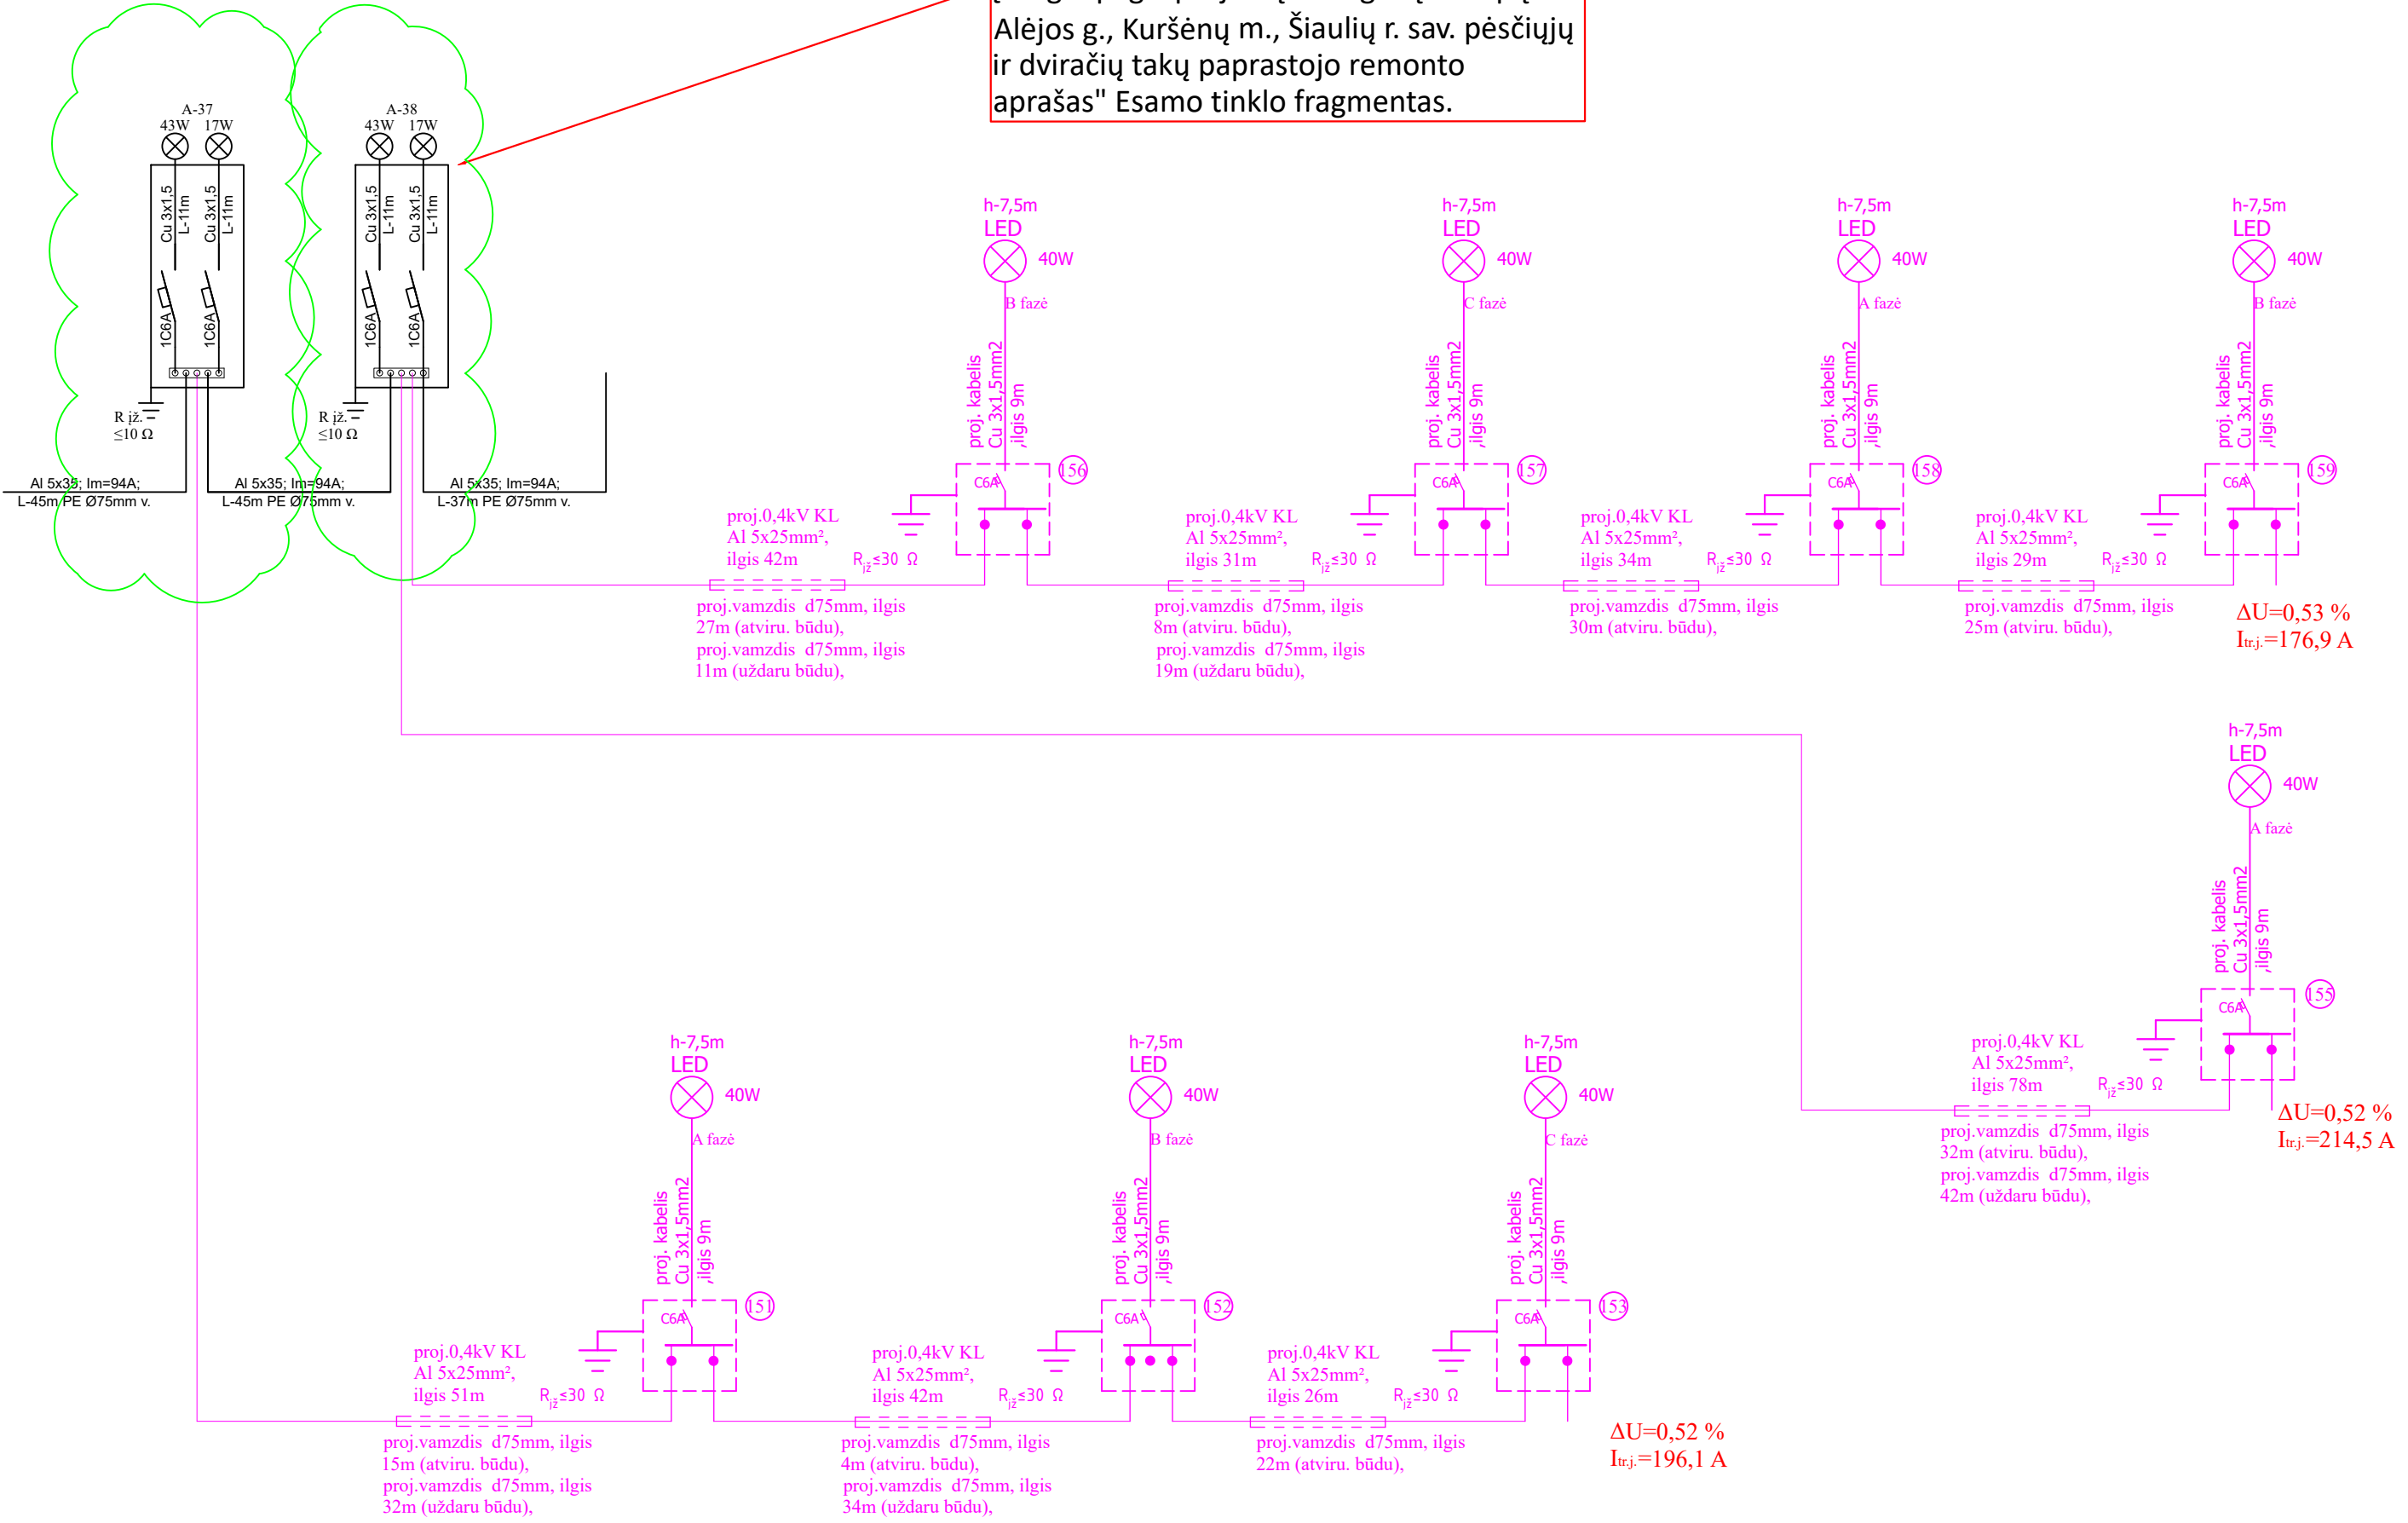 Alėjos g., Kuršėnų m., Šiaulių r. sav. pėsčiųjų
ir dviračių takų paprastojo remonto
aprašas" Esamo tinklo fragmentas.
A-37
43W 17W
Cu 3x1,5
L-11m
Cu 3x1,5
L-11m
1C6A
1C6A
R įž.
≤10 Ω
A-38
43W 17W
Cu 3x1,5
L-11m
Cu 3x1,5
L-11m
1C6A
1C6A
R įž.
≤10 Ω
Al 5x35; Im=94A;
L-45m PE Ø75mm v.
Al 5x35; Im=94A;
L-45m PE Ø75mm v.
Al 5x35; Im=94A;
L-37m PE Ø75mm v.
h-7,5m
LED
40W
B fazė
proj. kabelis
Cu 3x1,5mm2
,ilgis 9m
156
C6A
proj.0,4kV KL
Al 5x25mm²,
ilgis 42m
Rįž≤30 Ω
proj.vamzdis d75mm, ilgis
27m (atviru. būdu),
proj.vamzdis d75mm, ilgis
11m (uždaru būdu),
h-7,5m
LED
40W
C fazė
proj. kabelis
Cu 3x1,5mm2
,ilgis 9m
157
C6A
proj.0,4kV KL
Al 5x25mm²,
ilgis 31m
Rįž≤30 Ω
proj.vamzdis d75mm, ilgis
8m (atviru. būdu),
proj.vamzdis d75mm, ilgis
19m (uždaru būdu),
h-7,5m
LED
40W
A fazė
proj. kabelis
Cu 3x1,5mm2
,ilgis 9m
158
C6A
proj.0,4kV KL
Al 5x25mm²,
ilgis 34m
Rįž≤30 Ω
proj.vamzdis d75mm, ilgis
30m (atviru. būdu),
h-7,5m
LED
40W
B fazė
proj. kabelis
Cu 3x1,5mm2
,ilgis 9m
159
C6A
proj.0,4kV KL
Al 5x25mm²,
ilgis 29m
Rįž≤30 Ω
proj.vamzdis d75mm, ilgis
25m (atviru. būdu),
ΔU=0,53 %
Itr.j.=176,9 A
h-7,5m
LED
40W
A fazė
proj. kabelis
Cu 3x1,5mm2
,ilgis 9m
155
C6A
proj.0,4kV KL
Al 5x25mm²,
ilgis 78m
Rįž≤30 Ω
proj.vamzdis d75mm, ilgis
32m (atviru. būdu),
proj.vamzdis d75mm, ilgis
42m (uždaru būdu),
ΔU=0,52 %
Itr.j.=214,5 A
h-7,5m
LED
40W
A fazė
proj. kabelis
Cu 3x1,5mm2
,ilgis 9m
151
C6A
proj.0,4kV KL
Al 5x25mm²,
ilgis 51m
Rįž≤30 Ω
proj.vamzdis d75mm, ilgis
15m (atviru. būdu),
proj.vamzdis d75mm, ilgis
32m (uždaru būdu),
h-7,5m
LED
40W
B fazė
proj. kabelis
Cu 3x1,5mm2
,ilgis 9m
152
C6A
proj.0,4kV KL
Al 5x25mm²,
ilgis 42m
Rįž≤30 Ω
proj.vamzdis d75mm, ilgis
4m (atviru. būdu),
proj.vamzdis d75mm, ilgis
34m (uždaru būdu),
h-7,5m
LED
40W
C fazė
proj. kabelis
Cu 3x1,5mm2
,ilgis 9m
153
C6A
proj.0,4kV KL
Al 5x25mm²,
ilgis 26m
Rįž≤30 Ω
proj.vamzdis d75mm, ilgis
22m (atviru. būdu),
ΔU=0,52 %
Itr.j.=196,1 A